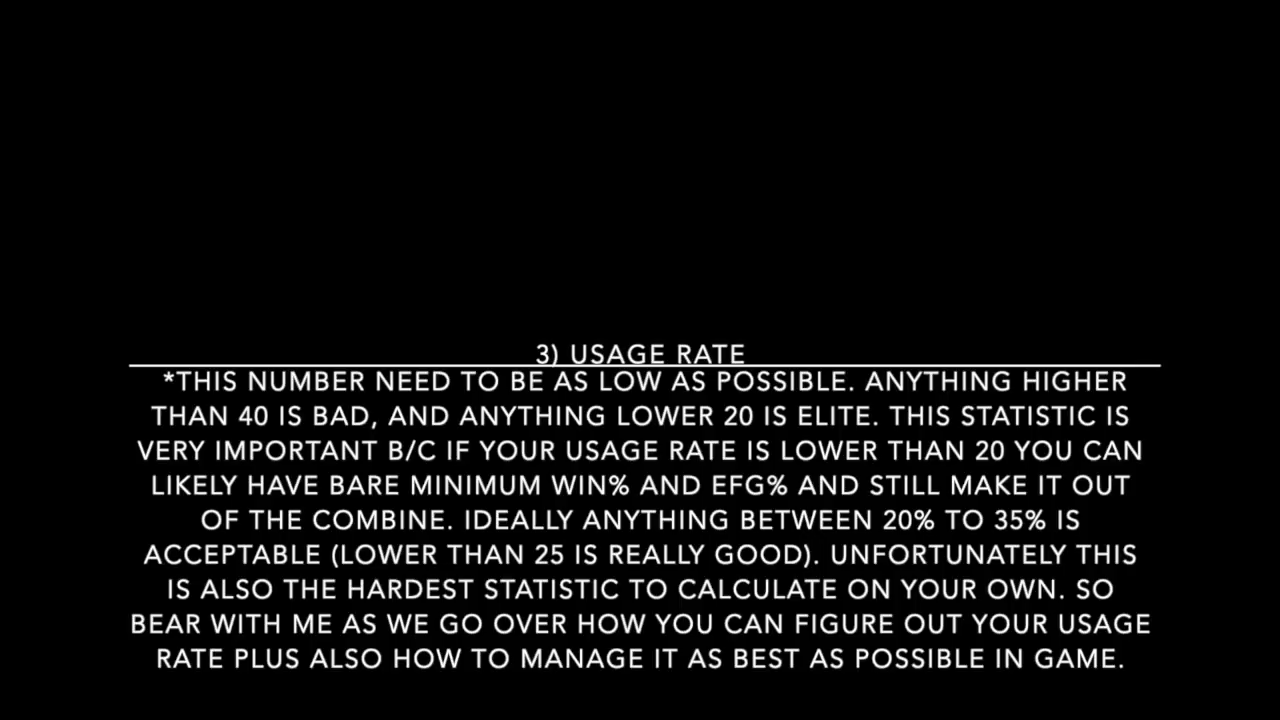 3) USAGE RATE
*THIS NUMBER NEED TO BE AS LOW AS POSSIBLE. ANYTHING HIGHER
THAN 40 IS BAD, AND ANYTHING LOWER 20 IS ELITE. THIS STATISTIC IS
VERY IMPORTANT B/C IF YOUR USAGE RATE IS LOWER THAN 20 YOU CAN
LIKELY HAVE BARE MINIMUM WIN% AND EFG% AND STILL MAKE IT OUT
OF THE COMBINE. IDEALLY ANYTHING BETWEEN 20% TO 35% IS
ACCEPTABLE (LOWER THAN 25 IS REALLY GOOD). UNFORTUNATELY THIS
IS ALSO THE HARDEST STATISTIC TO CALCULATE ON YOUR OWN. SO
BEAR WITH ME AS WE GO OVER HOW YOU CAN FIGURE OUT YOUR USAGE
RATE PLUS ALSO HOW TO MANAGE IT AS BEST AS POSSIBLE IN GAME.